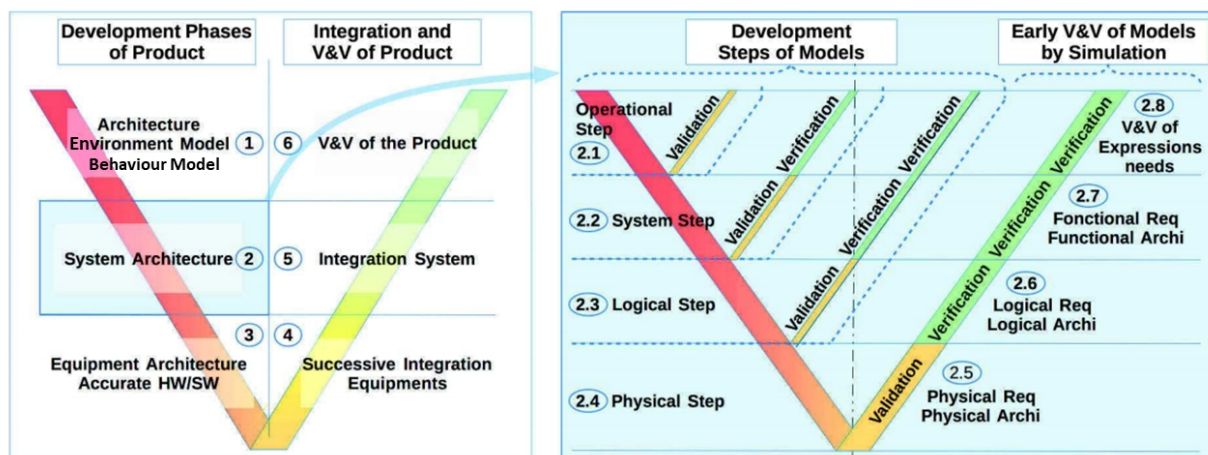 Development Phases
of Product
Integration and
V&V of Product
Architecture
Environment Model
Behaviour Model
1
6
V&V of the Product
System Architecture
2
5
Integration System
3
4
Equipment Architecture
Accurate HW/SW
Successive Integration
Equipments
Development
Steps of Models
Early V&V of Models
by Simulation
Operational
Step
2.1
Validation
Verification
Verification
Verification
2.8
V&V of
Expressions
needs
2.2 System Step
Validation
Verification
Verification
2.7
Fonctional Req
Functional Archi
2.3 Logical Step
Validation
Verification
2.6
Logical Req
Logical Archi
2.4 Physical Step
Validation
2.5
Physical Req
Physical Archi